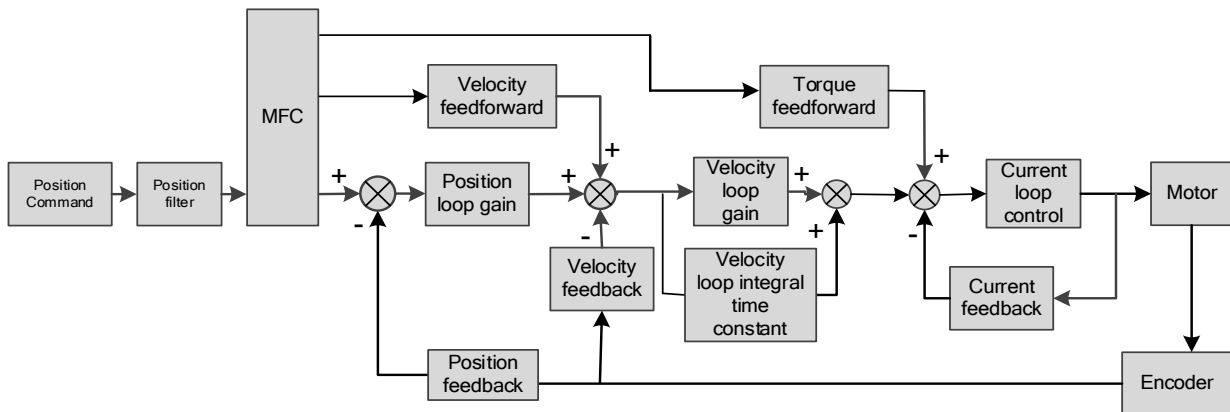 MFC
Velocity
feedforward
Torque
feedforward
+
+
Position
Command
Position
filter
+
-
Position
loop gain
+
-
Velocity
loop
gain
+
+
Current
loop
control
-
Motor
Velocity
feedback
Velocity
loop integral
time
constant
Current
feedback
Position
feedback
Encoder